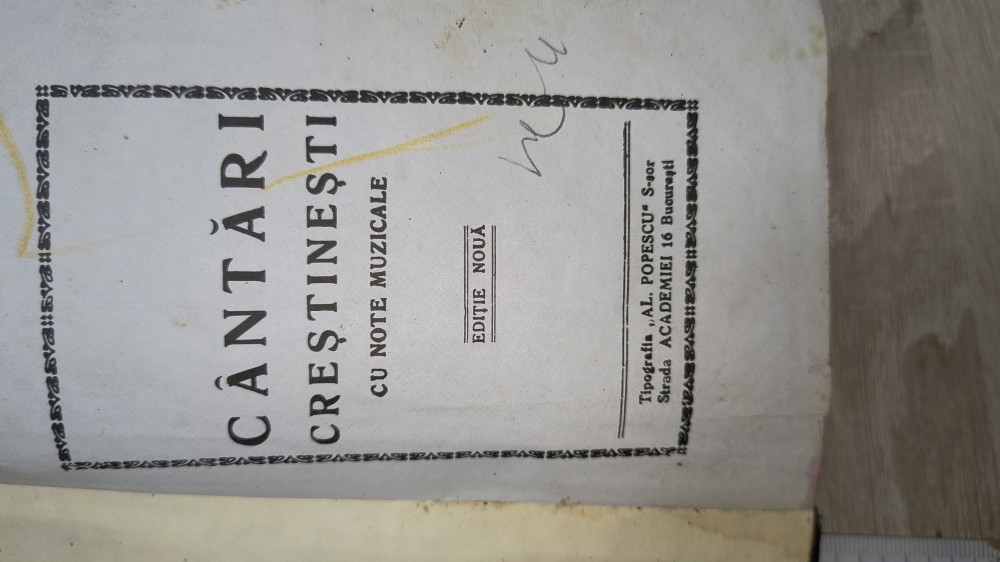 CÂNTĂRI
CREȘTINEȘTI
CU NOTE MUZICALE
EDIȚIE NOUĂ
Tipografia „AL. POPESCU“ S-sor
Strada ACADEMIEI 16 București